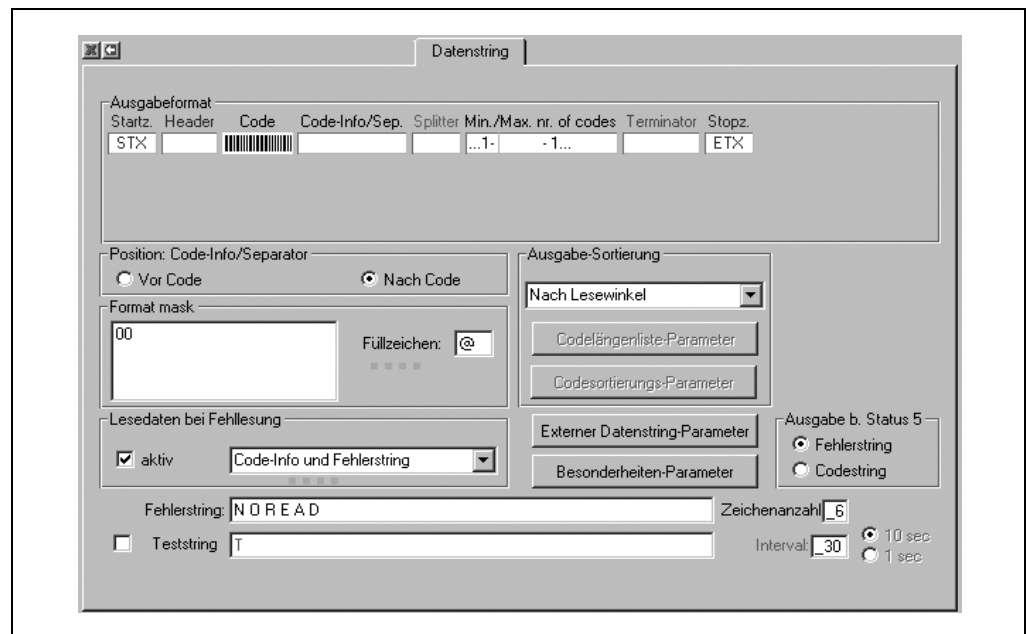 Datenstring
Ausgabeformat
Startz. Header Code Code-Info/Sep. Splitter Min./Max. nr. of codes Terminator Stopz.
STX ...1- - 1... ETX
Position: Code-Info/Separator
Vor Code Nach Code
Ausgabe-Sortierung
Nach Lesewinkel
Codelängenliste-Parameter
Codesortierungs-Parameter
Format mask
00
Füllzeichen: @
Lesedaten bei Fehllesung
aktiv Code-Info und Fehlerstring
Externer Datenstring-Parameter
Besonderheiten-Parameter
Ausgabe b. Status 5
Fehlerstring
Codestring
Fehlerstring: N O R E A D Zeichenanzahl _6
Teststring T Interval: _30 10 sec
1 sec